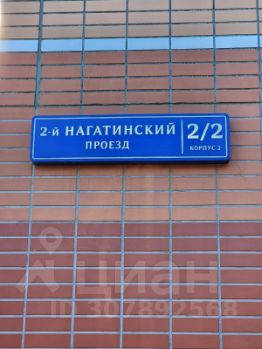 2-й НАГАТИНСКИЙ
ПРОЕЗД
2/2
КОРПУС 2
Циан
ID 307892568